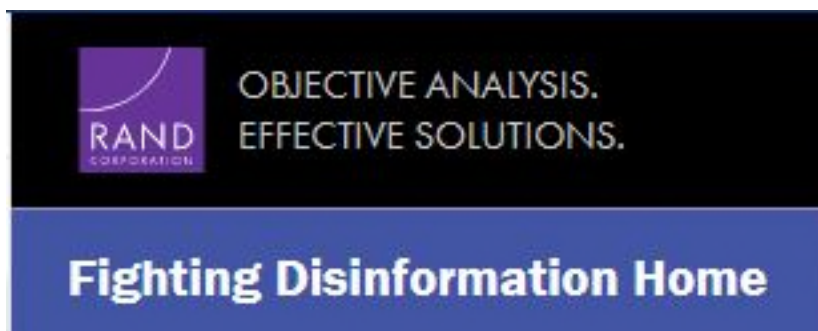 RAND
CORPORATION
OBJECTIVE ANALYSIS.
EFFECTIVE SOLUTIONS.
Fighting Disinformation Home